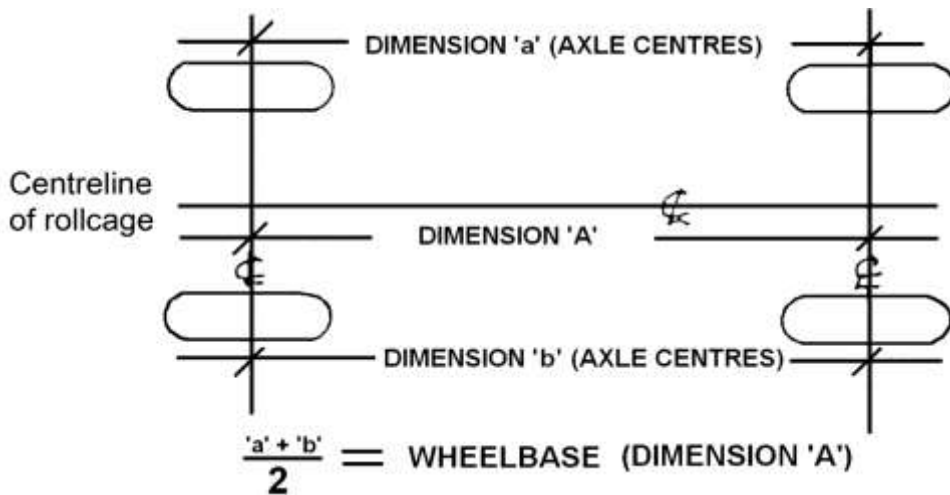 DIMENSION 'a' (AXLE CENTRES)
Centreline
of rollcage
DIMENSION 'A'
DIMENSION 'b' (AXLE CENTRES)
'a' + 'b'
2
= WHEELBASE (DIMENSION 'A')